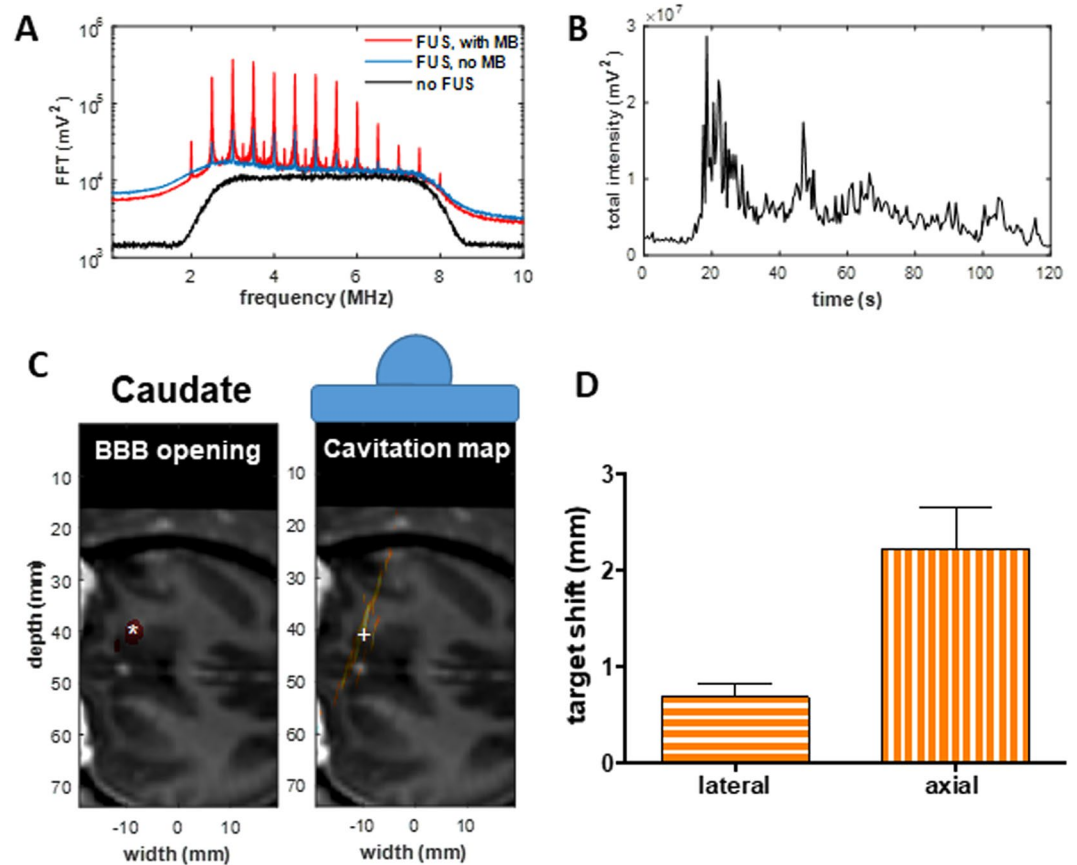 A
10^6
10^5
10^4
10^3
FFT (mV^2)
FUS, with MB
FUS, no MB
no FUS
2 4 6 8 10
frequency (MHz)
B
×10^7
3
2
1
0
total intensity (mV^2)
0 20 40 60 80 100 120
time (s)
C
Caudate
BBB opening
*
depth (mm)
10
20
30
40
50
60
70
-10 0 10
width (mm)
Cavitation map
+
10
20
30
40
50
60
70
-10 0 10
width (mm)
D
3
2
1
0
target shift (mm)
lateral axial